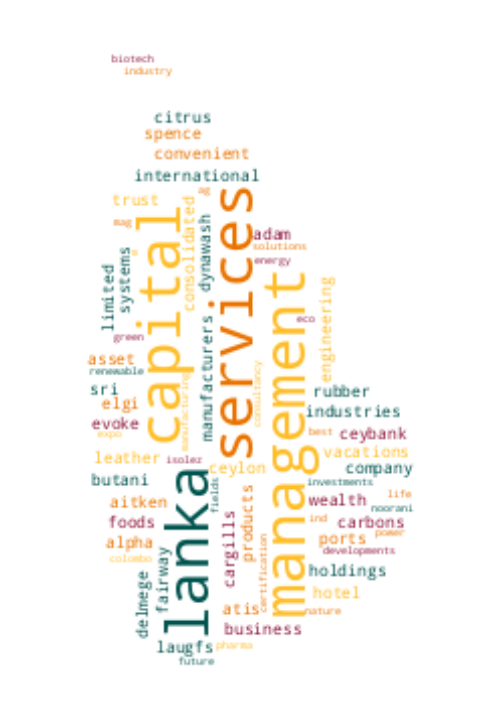 biotech
industry
citrus
spence
convenient
international
ag
trust
mag
capital
consolidated
dynawash
services
adam
solutions
energy
limited
systems
e
green
management
engineering
eco
asset
renewable
manufacturers
manufacturing
consultancy
sri
elgi
evoke
expo
rubber
industries
best
ceybank
vacations
leather
isolez
ceylon
company
butani
lanka
fields
investments
aitken
foods
alpha
colombo
cargills
products
wealth
life
noorani
ind
carbons
power
ports
developments
delmege
fairway
certification
holdings
hotel
atis
nature
business
laugfs
pharma
future